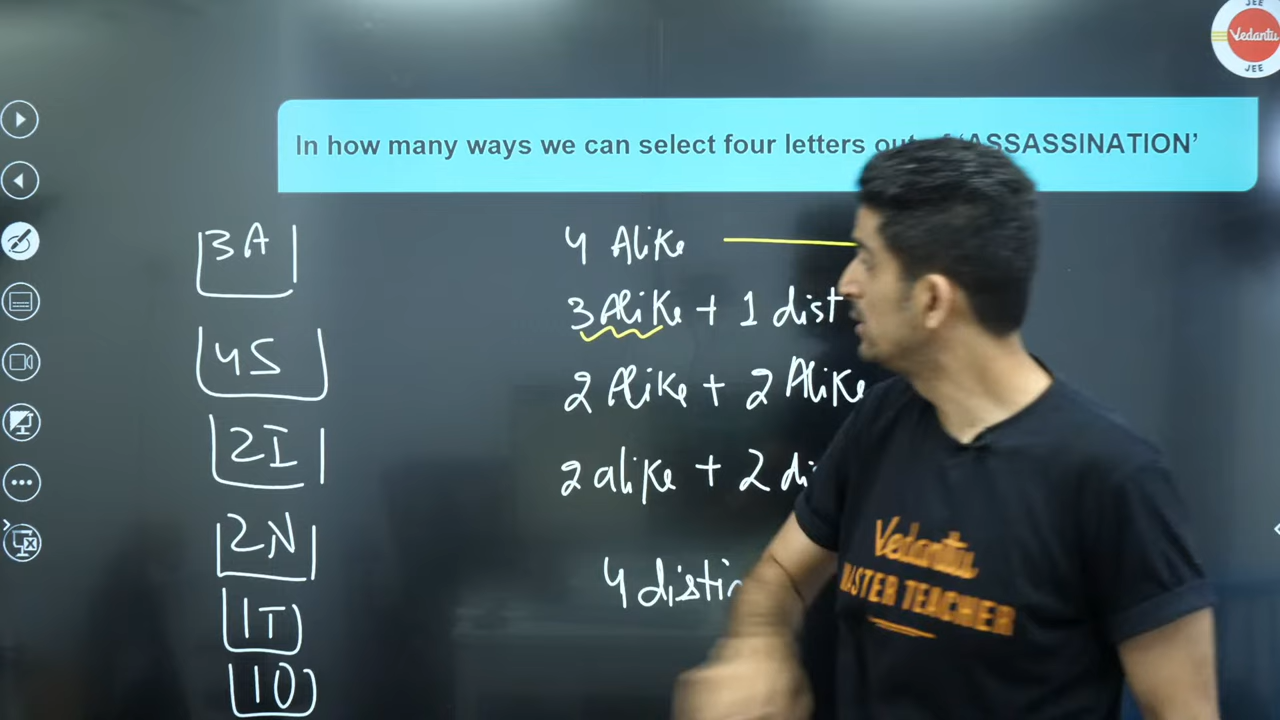 JEE
Vedantu
JEE
In how many ways we can select four letters out of 'ASSASSINATION'
3A
4S
2I
2N
1T
1O
4 Alike
3 Alike + 1 dist
2 Alike + 2 Alike
2 alike + 2 di
4 distin
Vedantu
MASTER TEACHER